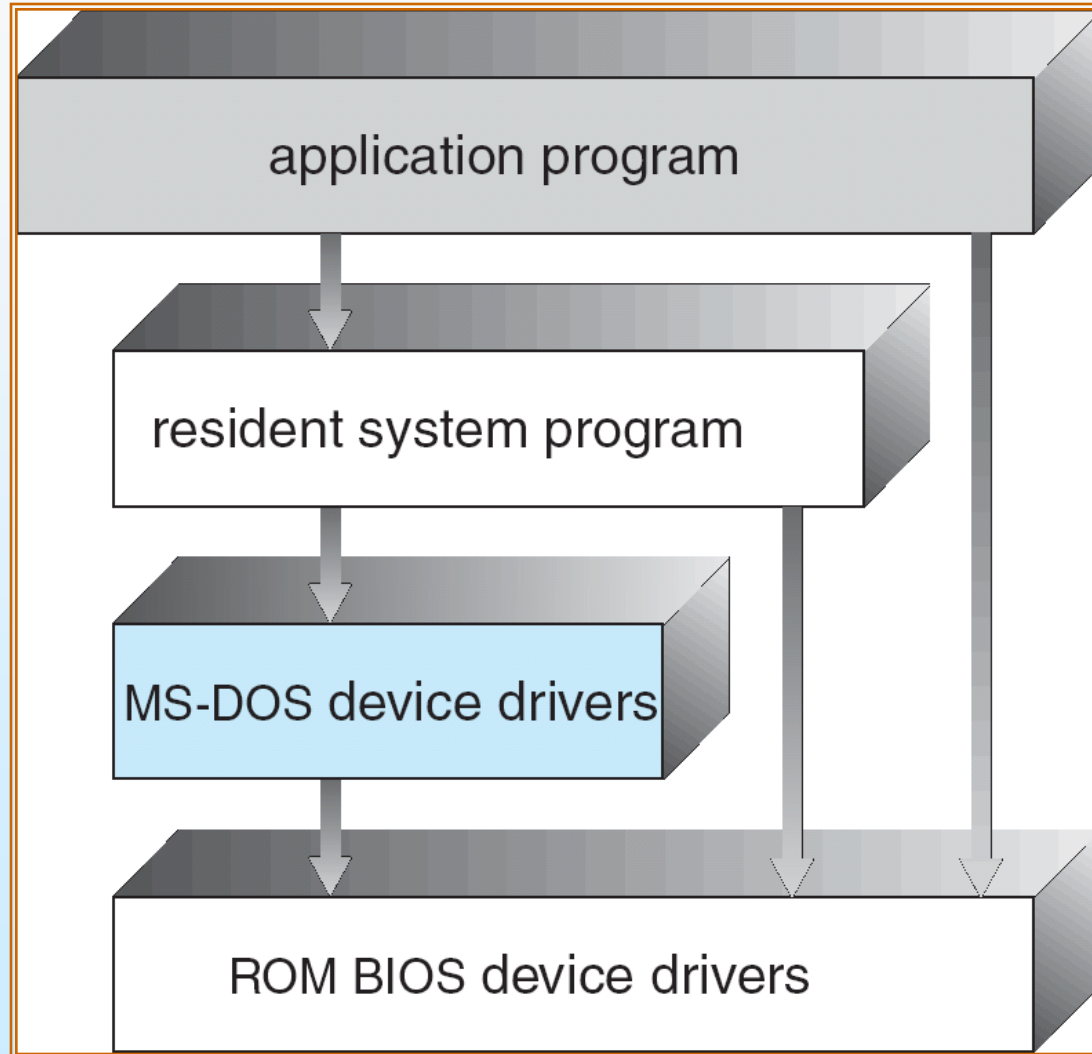 application program
resident system program
MS-DOS device drivers
ROM BIOS device drivers